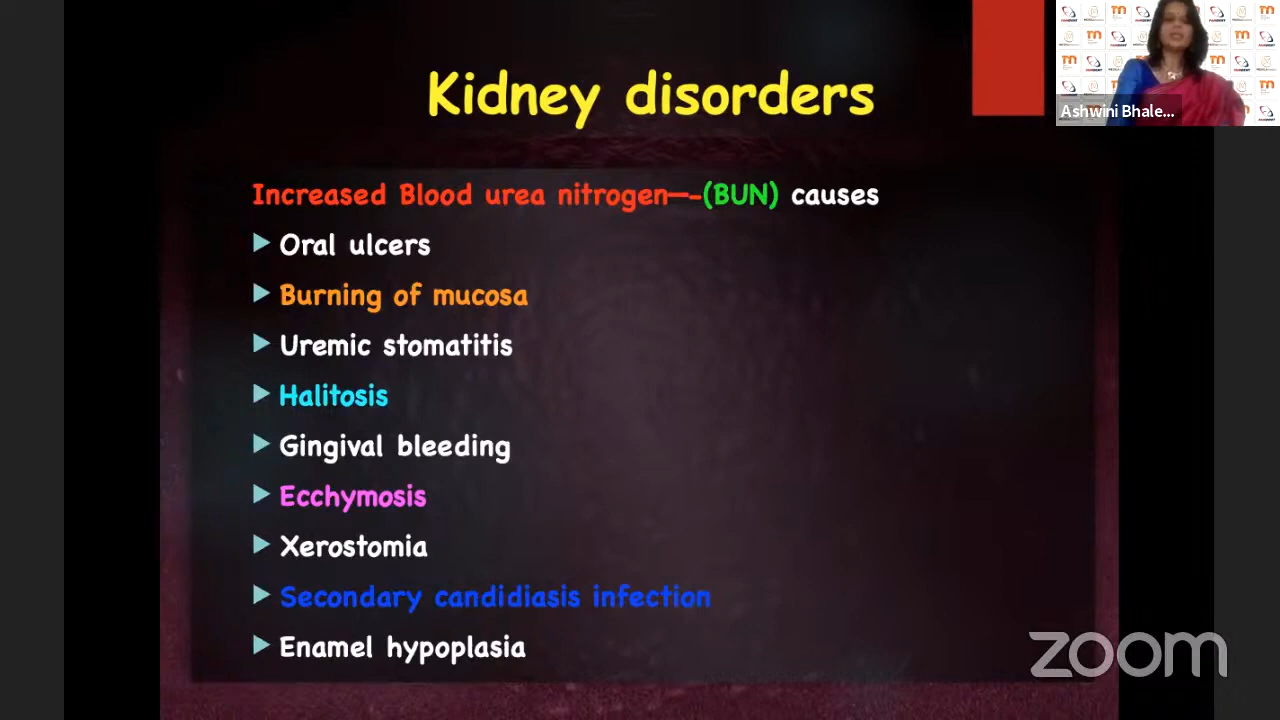 Kidney disorders
Ashwini Bhale...
Increased Blood urea nitrogen—-(BUN) causes
Oral ulcers
Burning of mucosa
Uremic stomatitis
Halitosis
Gingival bleeding
Ecchymosis
Xerostomia
Secondary candidiasis infection
Enamel hypoplasia
zoom